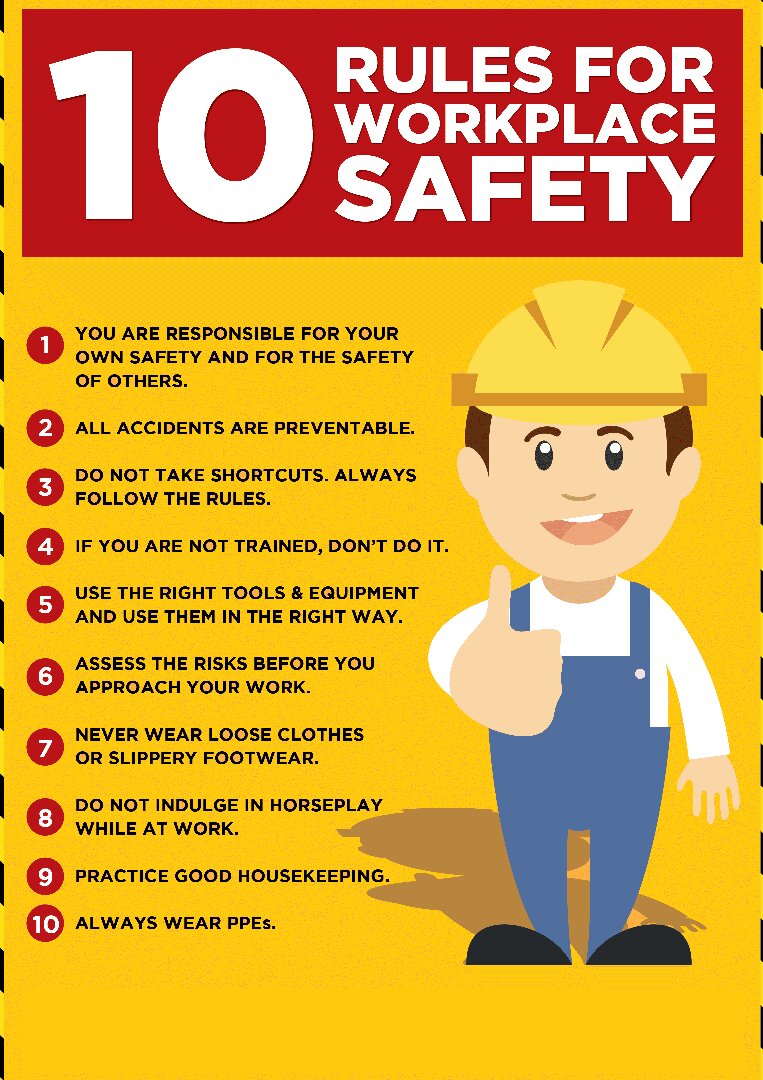 10
RULES FOR
WORKPLACE
SAFETY
1 YOU ARE RESPONSIBLE FOR YOUR
OWN SAFETY AND FOR THE SAFETY
OF OTHERS.
2 ALL ACCIDENTS ARE PREVENTABLE.
3 DO NOT TAKE SHORTCUTS. ALWAYS
FOLLOW THE RULES.
4 IF YOU ARE NOT TRAINED, DON'T DO IT.
5 USE THE RIGHT TOOLS & EQUIPMENT
AND USE THEM IN THE RIGHT WAY.
6 ASSESS THE RISKS BEFORE YOU
APPROACH YOUR WORK.
7 NEVER WEAR LOOSE CLOTHES
OR SLIPPERY FOOTWEAR.
8 DO NOT INDULGE IN HORSEPLAY
WHILE AT WORK.
9 PRACTICE GOOD HOUSEKEEPING.
10 ALWAYS WEAR PPEs.